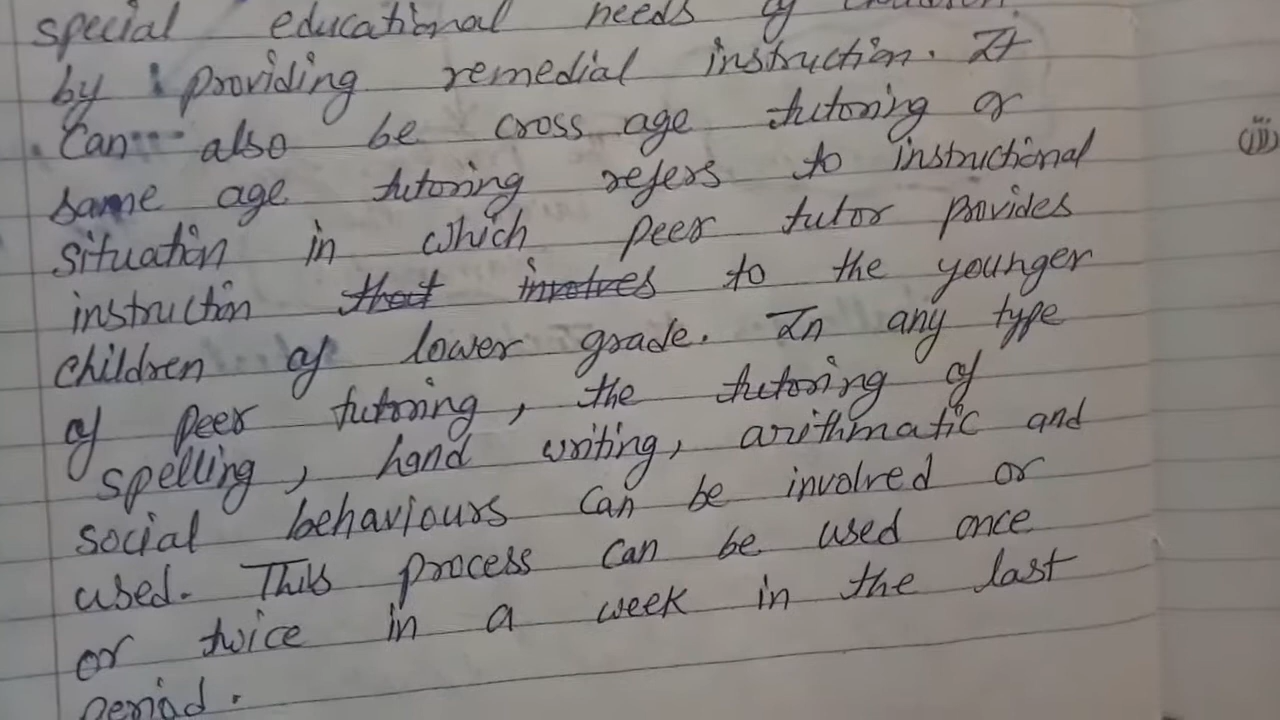 special educational needs of children
by providing remedial instruction. It
Can also be cross age tutoring or
same age tutoring refers to instructional
situation in which peer tutor provides
instruction that involves to the younger
children of lower grade. In any type
of peer tutoring, the tutoring of
spelling, hand writing, arithmatic and
social behaviours can be involved or
used. This process can be used once
or twice in a week in the last
period.
(iii)